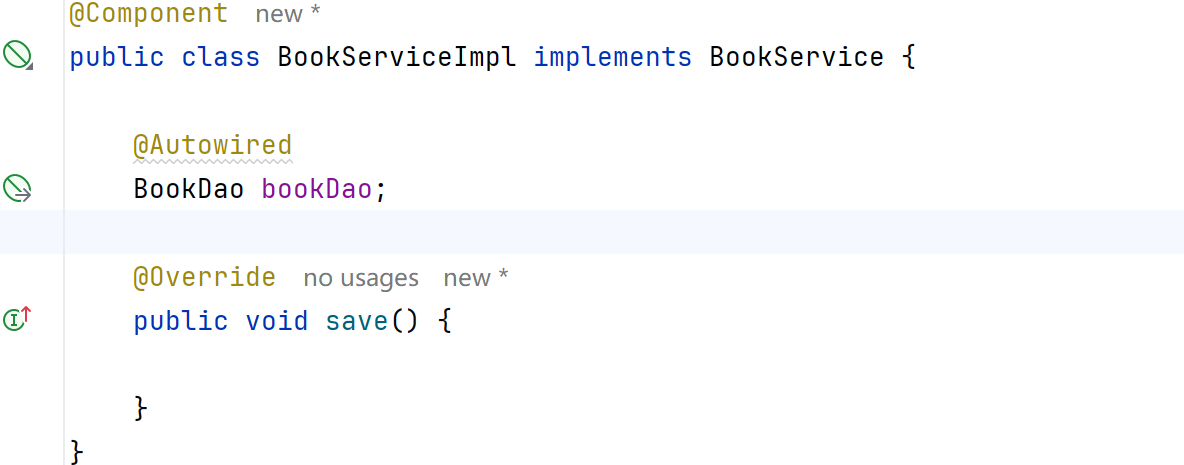 @Component new *
public class BookServiceImpl implements BookService {
@Autowired
BookDao bookDao;
@Override no usages new *
public void save() {
}
}